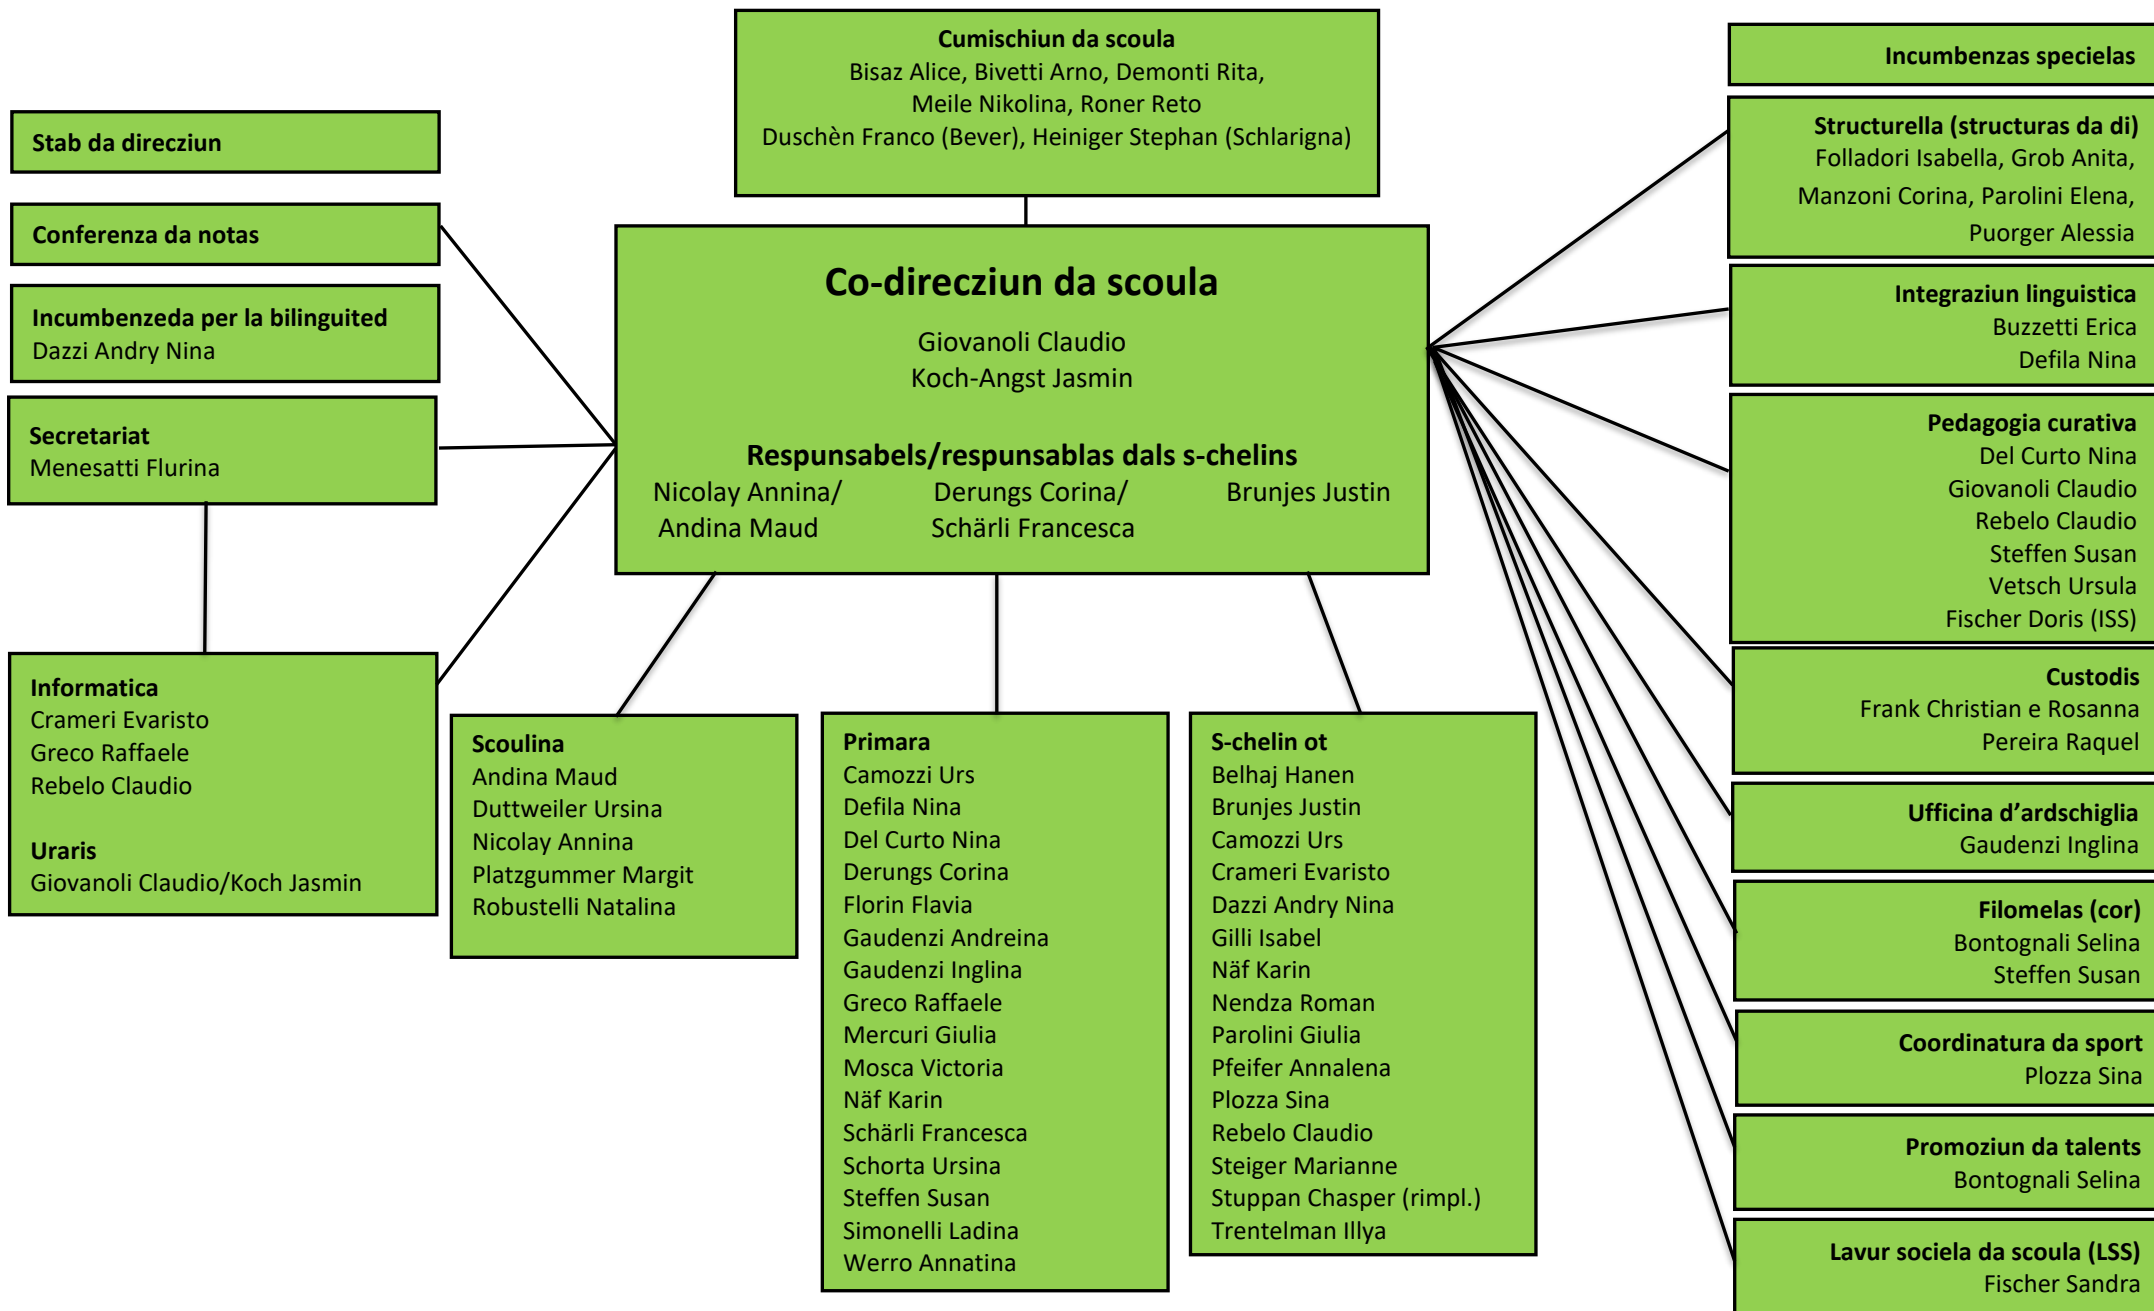 Cumischiun da scoula
Bisaz Alice, Bivetti Arno, Demonti Rita,
Meile Nikolina, Roner Reto
Duschèn Franco (Bever), Heiniger Stephan (Schlarigna)
Stab da direcziun
Conferenza da notas
Incumbenzeda per la bilinguited
Dazzi Andry Nina
Secretariat
Menesatti Flurina
Informatica
Crameri Evaristo
Greco Raffaele
Rebelo Claudio
Uraris
Giovanoli Claudio/Koch Jasmin
Co-direcziun da scoula
Giovanoli Claudio
Koch-Angst Jasmin
Respunsabels/respunsablas dals s-chelins
Nicolay Annina/
Andina Maud
Derungs Corina/
Schärli Francesca
Brunjes Justin
Scoulina
Andina Maud
Duttweiler Ursina
Nicolay Annina
Platzgummer Margit
Robustelli Natalina
Primara
Camozzi Urs
Defila Nina
Del Curto Nina
Derungs Corina
Florin Flavia
Gaudenzi Andreina
Gaudenzi Inglina
Greco Raffaele
Mercuri Giulia
Mosca Victoria
Näf Karin
Schärli Francesca
Schorta Ursina
Steffen Susan
Simonelli Ladina
Werro Annatina
S-chelin ot
Belhaj Hanen
Brunjes Justin
Camozzi Urs
Crameri Evaristo
Dazzi Andry Nina
Gilli Isabel
Näf Karin
Nendza Roman
Parolini Giulia
Pfeifer Annalena
Plozza Sina
Rebelo Claudio
Steiger Marianne
Stuppan Chasper (rimpl.)
Trentelman Illya
Incumbenzas specielas
Structurella (structuras da di)
Folladori Isabella, Grob Anita,
Manzoni Corina, Parolini Elena,
Puorger Alessia
Integraziun linguistica
Buzzetti Erica
Defila Nina
Pedagogia curativa
Del Curto Nina
Giovanoli Claudio
Rebelo Claudio
Steffen Susan
Vetsch Ursula
Fischer Doris (ISS)
Custodis
Frank Christian e Rosanna
Pereira Raquel
Ufficina d’ardschiglia
Gaudenzi Inglina
Filomelas (cor)
Bontognali Selina
Steffen Susan
Coordinatura da sport
Plozza Sina
Promoziun da talents
Bontognali Selina
Lavur sociela da scoula (LSS)
Fischer Sandra